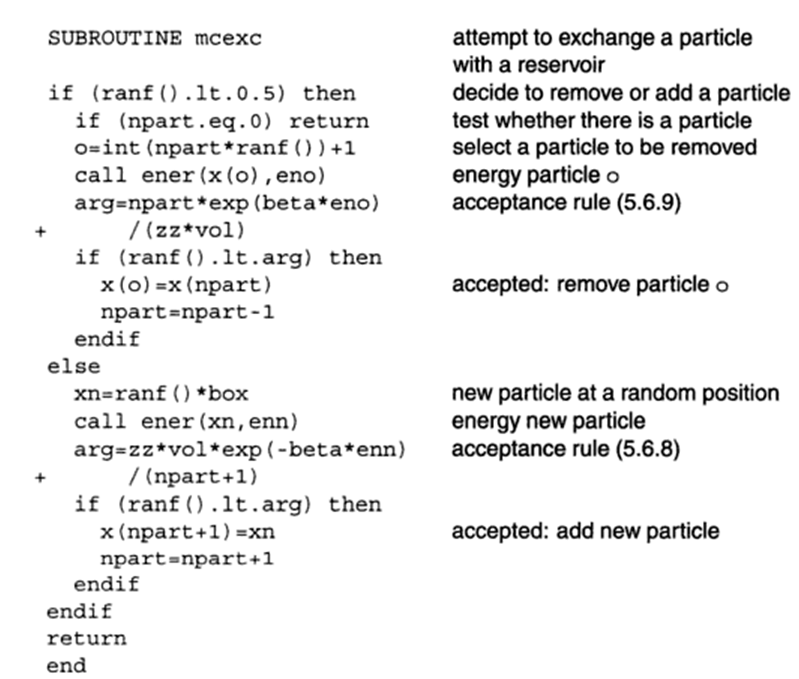 SUBROUTINE mcexc attempt to exchange a particle
with a reservoir
if (ranf().lt.0.5) then decide to remove or add a particle
if (npart.eq.0) return test whether there is a particle
o=int(npart*ranf())+1 select a particle to be removed
call ener(x(o),eno) energy particle o
arg=npart*exp(beta*eno) acceptance rule (5.6.9)
+ /(zz*vol)
if (ranf().lt.arg) then
x(o)=x(npart) accepted: remove particle o
npart=npart-1
endif
else
xn=ranf()*box new particle at a random position
call ener(xn,enn) energy new particle
arg=zz*vol*exp(-beta*enn) acceptance rule (5.6.8)
+ /(npart+1)
if (ranf().lt.arg) then
x(npart+1)=xn accepted: add new particle
npart=npart+1
endif
endif
return
end